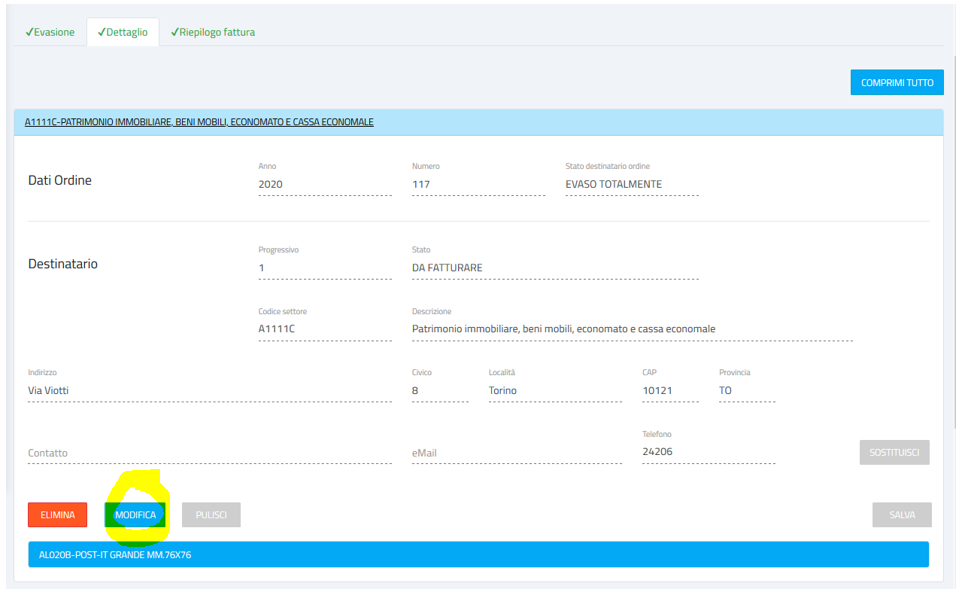 ✓Evasione ✓Dettaglio ✓Riepilogo fattura
COMPRIMI TUTTO
A1111C-PATRIMONIO IMMOBILIARE, BENI MOBILI, ECONOMATO E CASSA ECONOMALE
Dati Ordine
Anno Numero Stato destinatario ordine
2020 117 EVASO TOTALMENTE
Destinatario
Progressivo Stato
1 DA FATTURARE
Codice settore Descrizione
A1111C Patrimonio immobiliare, beni mobili, economato e cassa economale
Indirizzo Civico Località CAP Provincia
Via Viotti 8 Torino 10121 TO
Telefono
Contatto eMail 24206 SOSTITUISCI
ELIMINA MODIFICA PULISCI SALVA
AL020B-POST-IT GRANDE MM.76X76